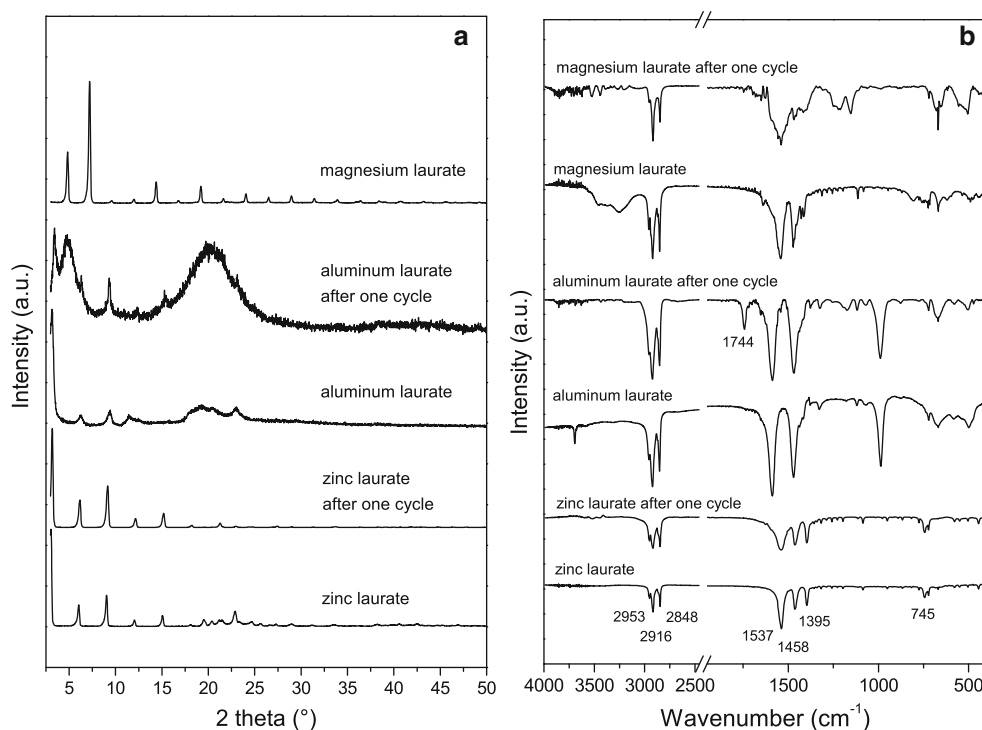 a
magnesium laurate
aluminum laurate
after one cycle
aluminum laurate
zinc laurate
after one cycle
zinc laurate
Intensity (a.u.)
5 10 15 20 25 30 35 40 45 50
2 theta (°)
b
magnesium laurate after one cycle
magnesium laurate
aluminum laurate after one cycle
1744
aluminum laurate
zinc laurate after one cycle
zinc laurate
2953 2848 1537 1395 745
2916 1458
Intensity (a.u.)
4000 3500 3000 2500 1500 1000 500
Wavenumber (cm⁻¹)